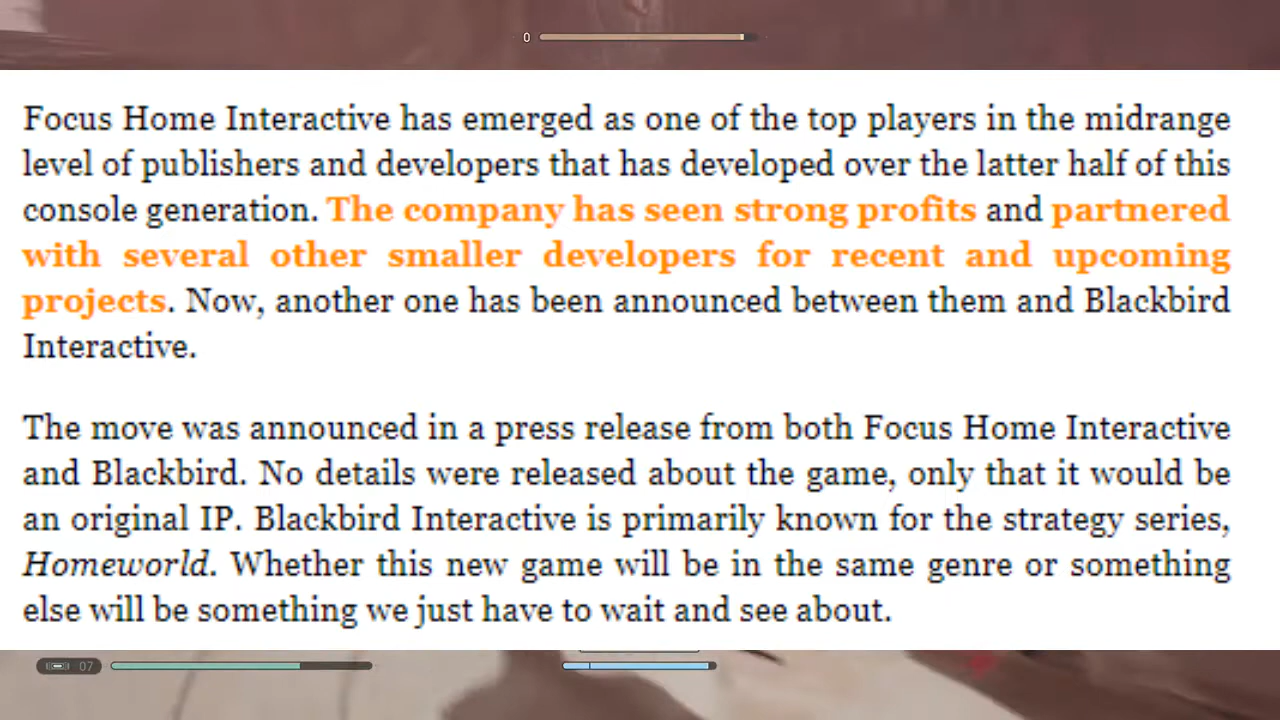 0
Focus Home Interactive has emerged as one of the top players in the midrange
level of publishers and developers that has developed over the latter half of this
console generation. The company has seen strong profits and partnered
with several other smaller developers for recent and upcoming
projects. Now, another one has been announced between them and Blackbird
Interactive.
The move was announced in a press release from both Focus Home Interactive
and Blackbird. No details were released about the game, only that it would be
an original IP. Blackbird Interactive is primarily known for the strategy series,
Homeworld. Whether this new game will be in the same genre or something
else will be something we just have to wait and see about.
07